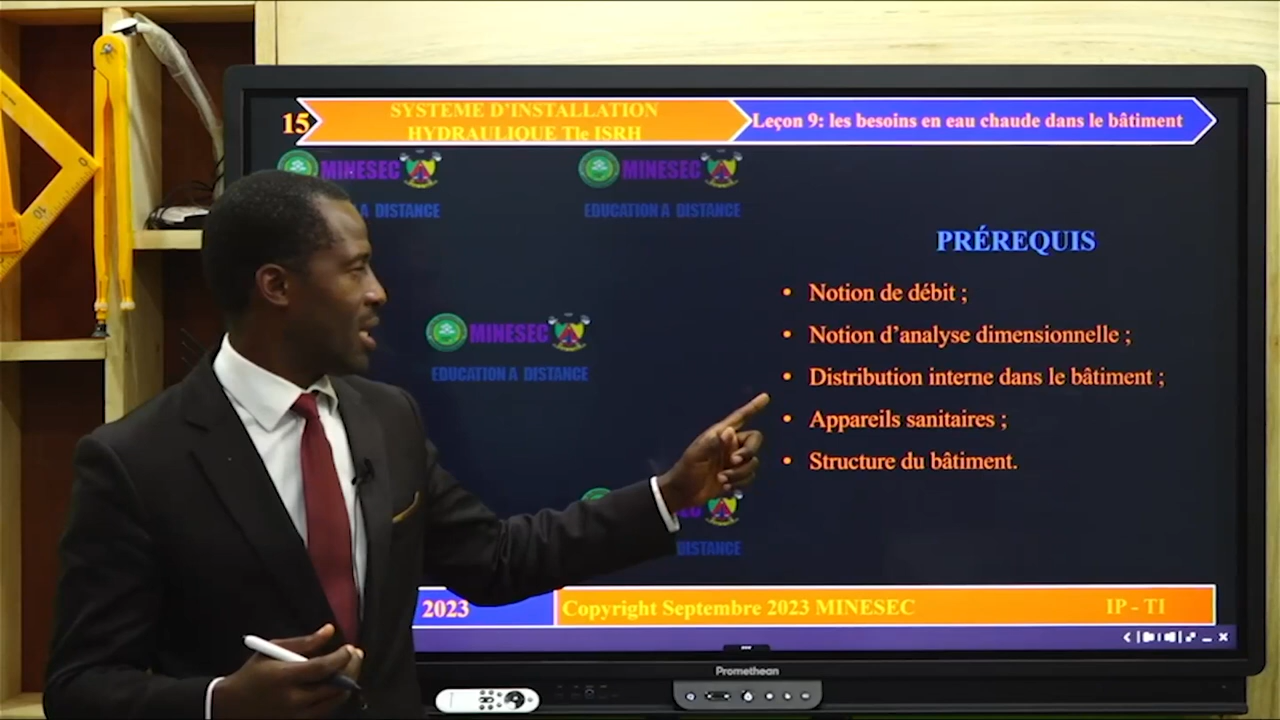 15
SYSTEME D’INSTALLATION
HYDRAULIQUE Tle ISRH
Leçon 9: les besoins en eau chaude dans le bâtiment
MINESEC
A DISTANCE
MINESEC
EDUCATION A DISTANCE
PRÉREQUIS
• Notion de débit ;
• Notion d’analyse dimensionnelle ;
• Distribution interne dans le bâtiment ;
• Appareils sanitaires ;
• Structure du bâtiment.
MINESEC
EDUCATION A DISTANCE
DISTANCE
2023
Copyright Septembre 2023 MINESEC
IP - TI
Promethean